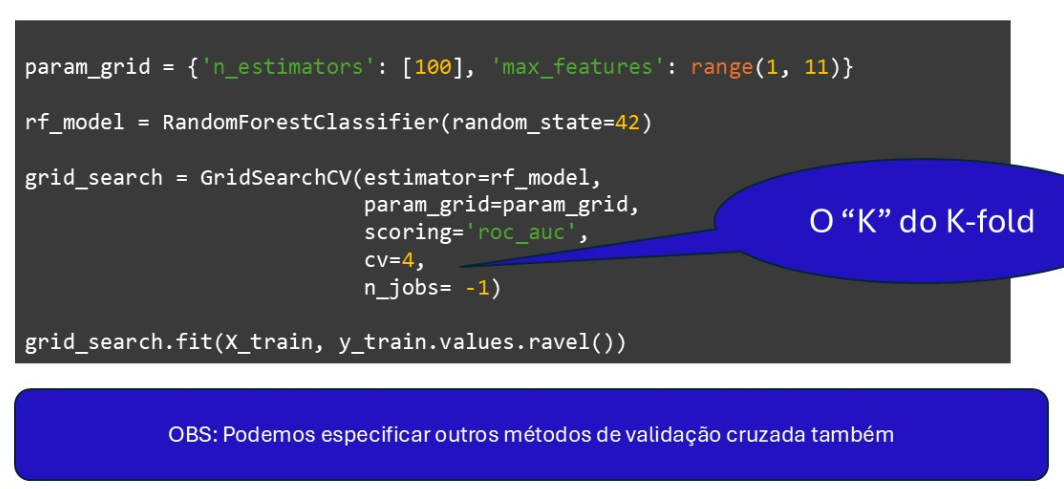 param_grid = {'n_estimators': [100], 'max_features': range(1, 11)}
rf_model = RandomForestClassifier(random_state=42)
grid_search = GridSearchCV(estimator=rf_model,
param_grid=param_grid,
scoring='roc_auc',
cv=4,
n_jobs= -1)
grid_search.fit(X_train, y_train.values.ravel())
O “K” do K-fold
OBS: Podemos especificar outros métodos de validação cruzada também